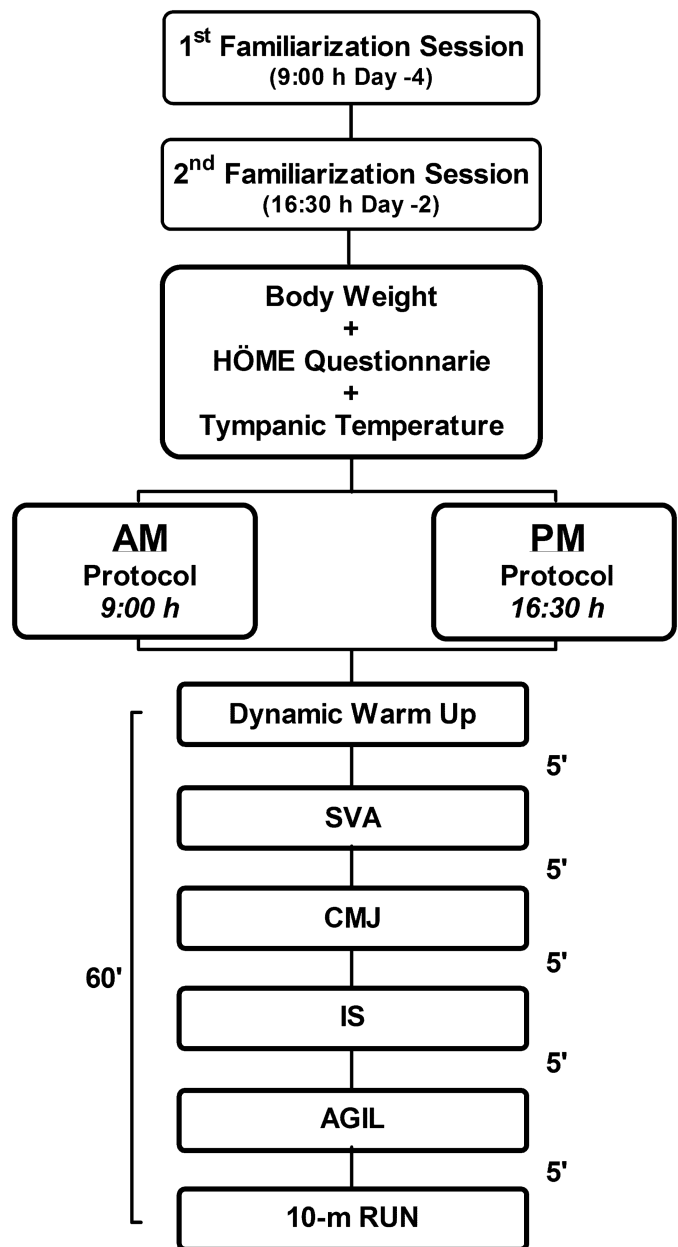 1st Familiarization Session
(9:00 h Day -4)
2nd Familiarization Session
(16:30 h Day -2)
Body Weight
+
HÖME Questionnarie
+
Tympanic Temperature
AM
Protocol
9:00 h
PM
Protocol
16:30 h
Dynamic Warm Up
5'
SVA
5'
CMJ
5'
60'
IS
5'
AGIL
5'
10-m RUN